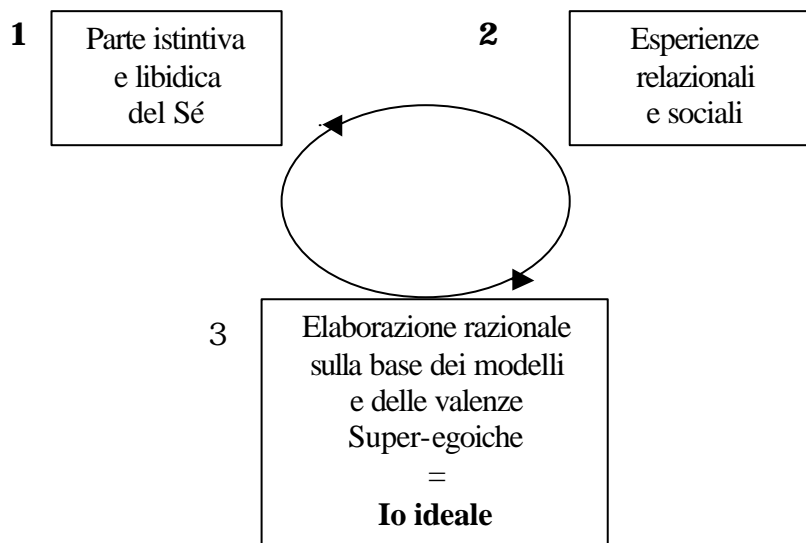 1
Parte istintiva
e libidica
del Sé
2
Esperienze
relazionali
e sociali
3
Elaborazione razionale
sulla base dei modelli
e delle valenze
Super-egoiche
=
Io ideale